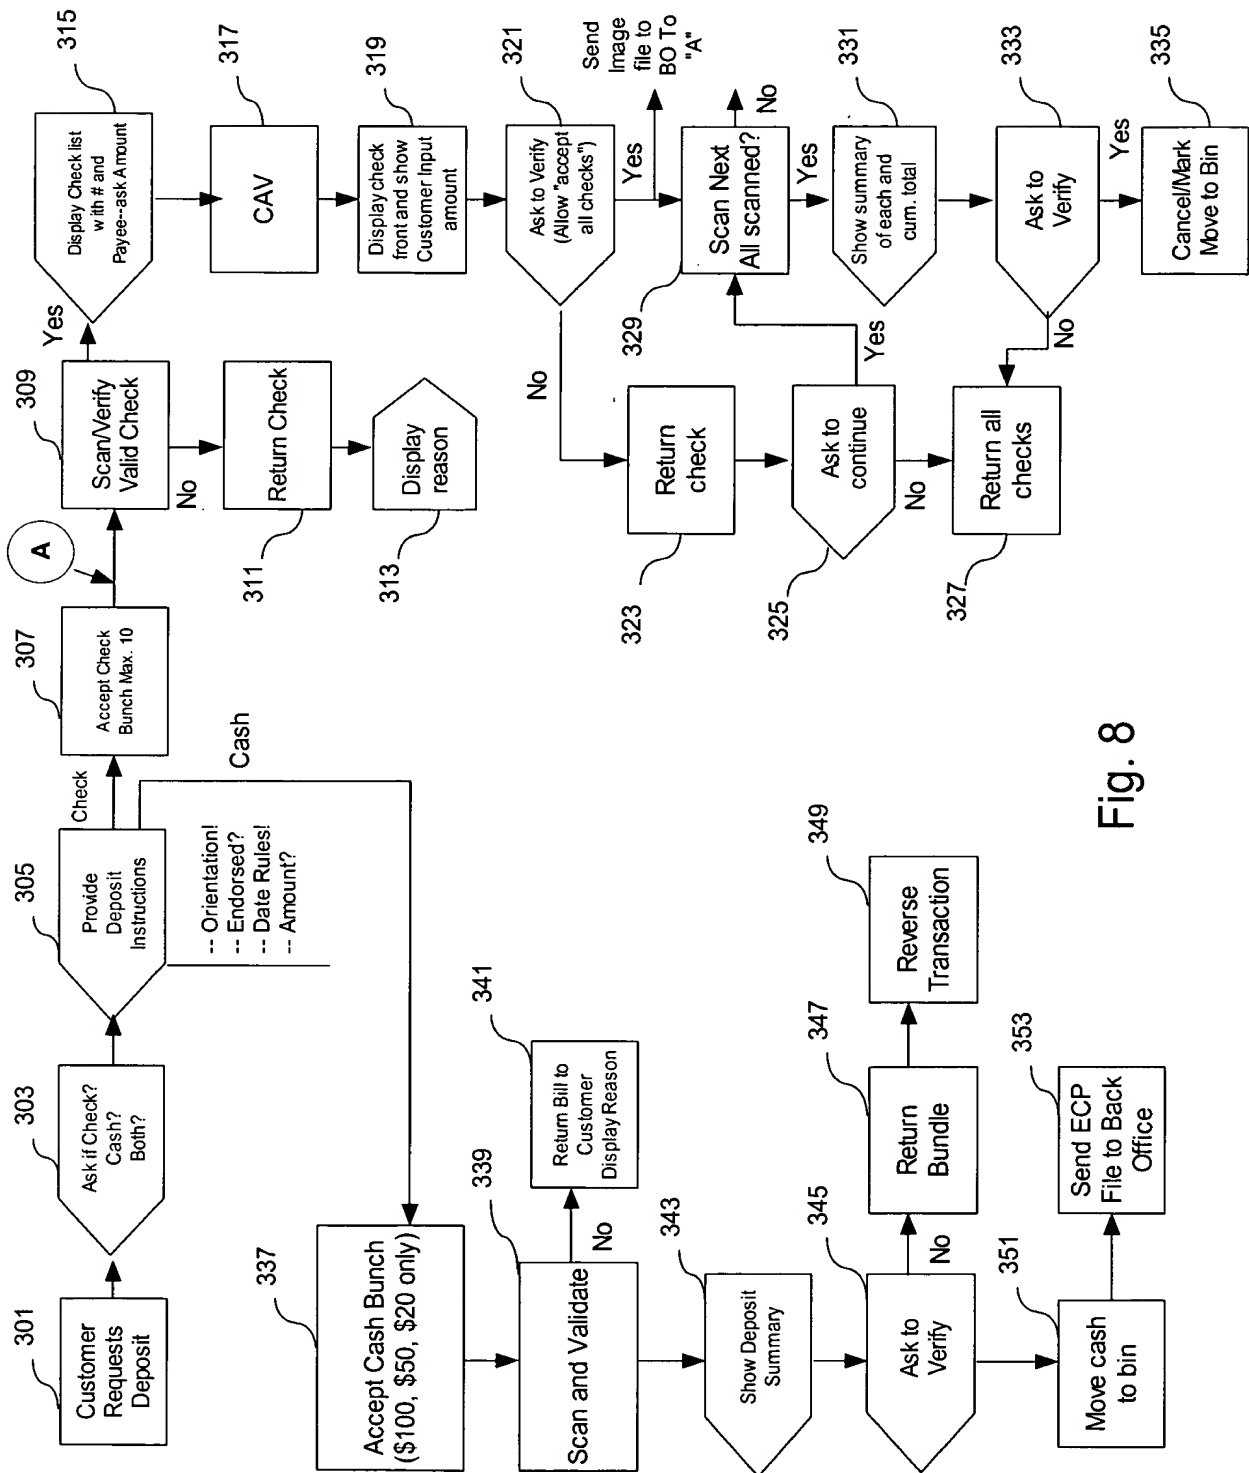 301
Customer
Requests
Deposit
303
Ask if Check?
Cash?
Both?
305
Provide
Deposit
Instructions
-- Orientation!
-- Endorsed?
-- Date Rules!
-- Amount?
Check
Cash
307
Accept Check
Bunch Max. 10
A
309
Scan/Verify
Valid Check
Yes
No
311
Return Check
313
Display
reason
315
Display Check list
with # and
Payee--ask Amount
317
CAV
319
Display check
front and show
Customer Input
amount
321
Ask to Verify
(Allow "accept
all checks")
Yes
No
Send
Image
file to
BO To
"A"
323
Return
check
325
Ask to
continue
Yes
No
327
Return all
checks
329
Scan Next
All scanned?
No
Yes
331
Show summary
of each and
cum. total
333
Ask to
Verify
No
Yes
335
Cancel/Mark
Move to Bin
337
Accept Cash Bunch
($100, $50, $20 only)
339
Scan and Validate
No
341
Return Bill to
Customer
Display Reason
343
Show Deposit
Summary
345
Ask to
Verify
No
347
Return
Bundle
349
Reverse
Transaction
351
Move cash
to bin
353
Send ECP
File to Back
Office
Fig. 8